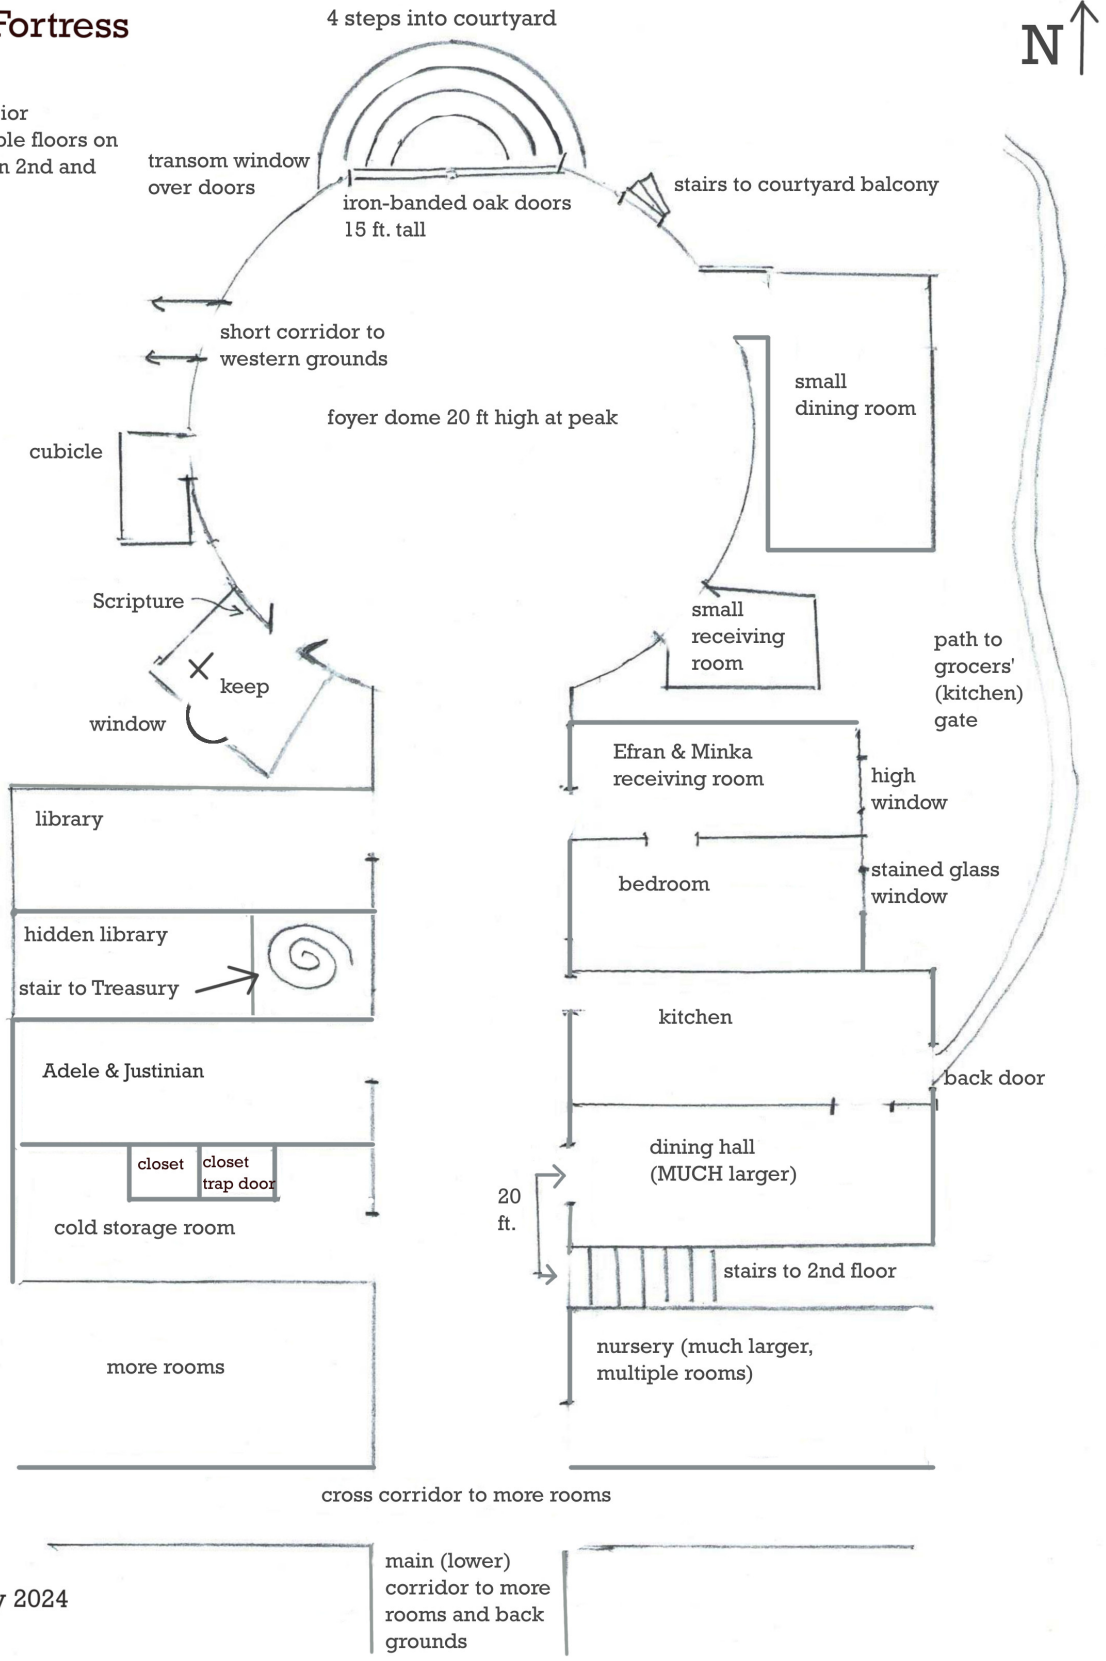 Fortress
4 steps into courtyard
N
ior
ble floors on
n 2nd and
transom window
over doors
iron-banded oak doors
15 ft. tall
stairs to courtyard balcony
short corridor to
western grounds
small
dining room
foyer dome 20 ft high at peak
cubicle
Scripture
small
receiving
room
path to
grocers'
(kitchen)
gate
keep
window
Efran & Minka
receiving room
high
window
library
bedroom
stained glass
window
hidden library
stair to Treasury
kitchen
Adele & Justinian
back door
closet
closet
trap door
dining hall
(MUCH larger)
20
ft.
cold storage room
stairs to 2nd floor
more rooms
nursery (much larger,
multiple rooms)
cross corridor to more rooms
main (lower)
corridor to more
rooms and back
grounds
y 2024